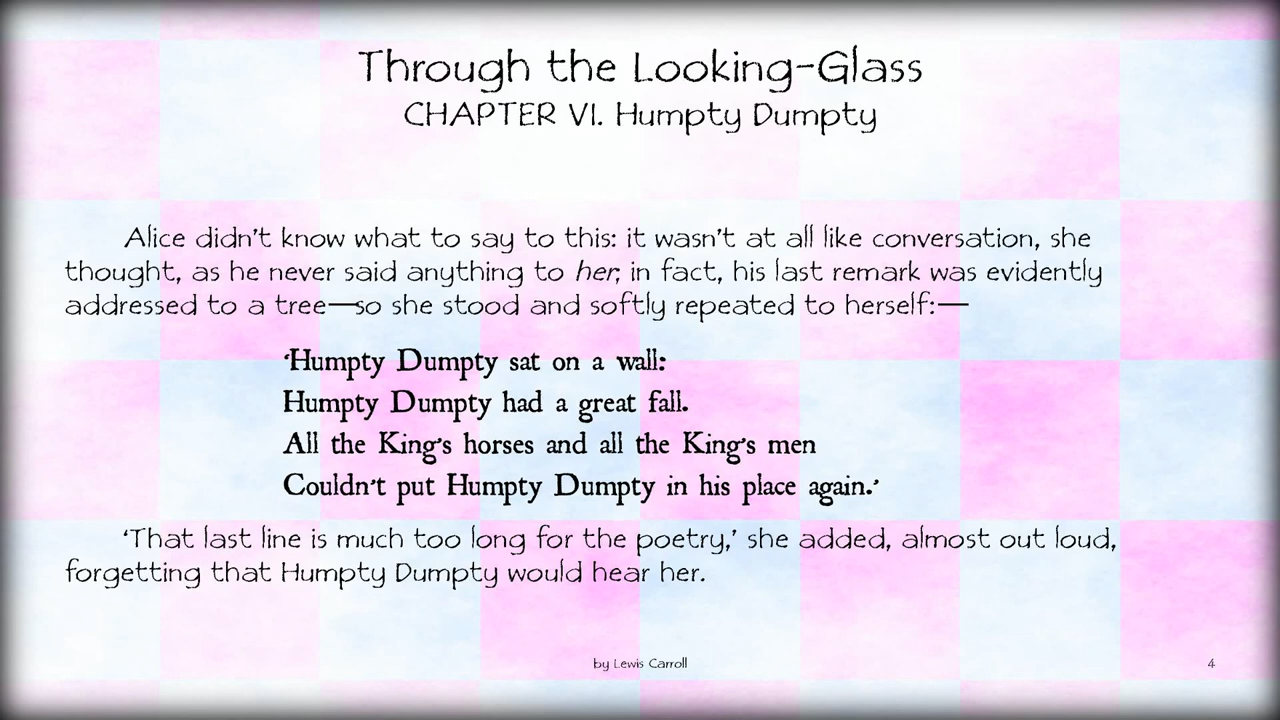 Through the Looking-Glass
CHAPTER VI. Humpty Dumpty
Alice didn't know what to say to this: it wasn't at all like conversation, she
thought, as he never said anything to her; in fact, his last remark was evidently
addressed to a tree—so she stood and softly repeated to herself:—
‘Humpty Dumpty sat on a wall:
Humpty Dumpty had a great fall.
All the King’s horses and all the King’s men
Couldn’t put Humpty Dumpty in his place again.’
‘That last line is much too long for the poetry,’ she added, almost out loud,
forgetting that Humpty Dumpty would hear her.
by Lewis Carroll
4